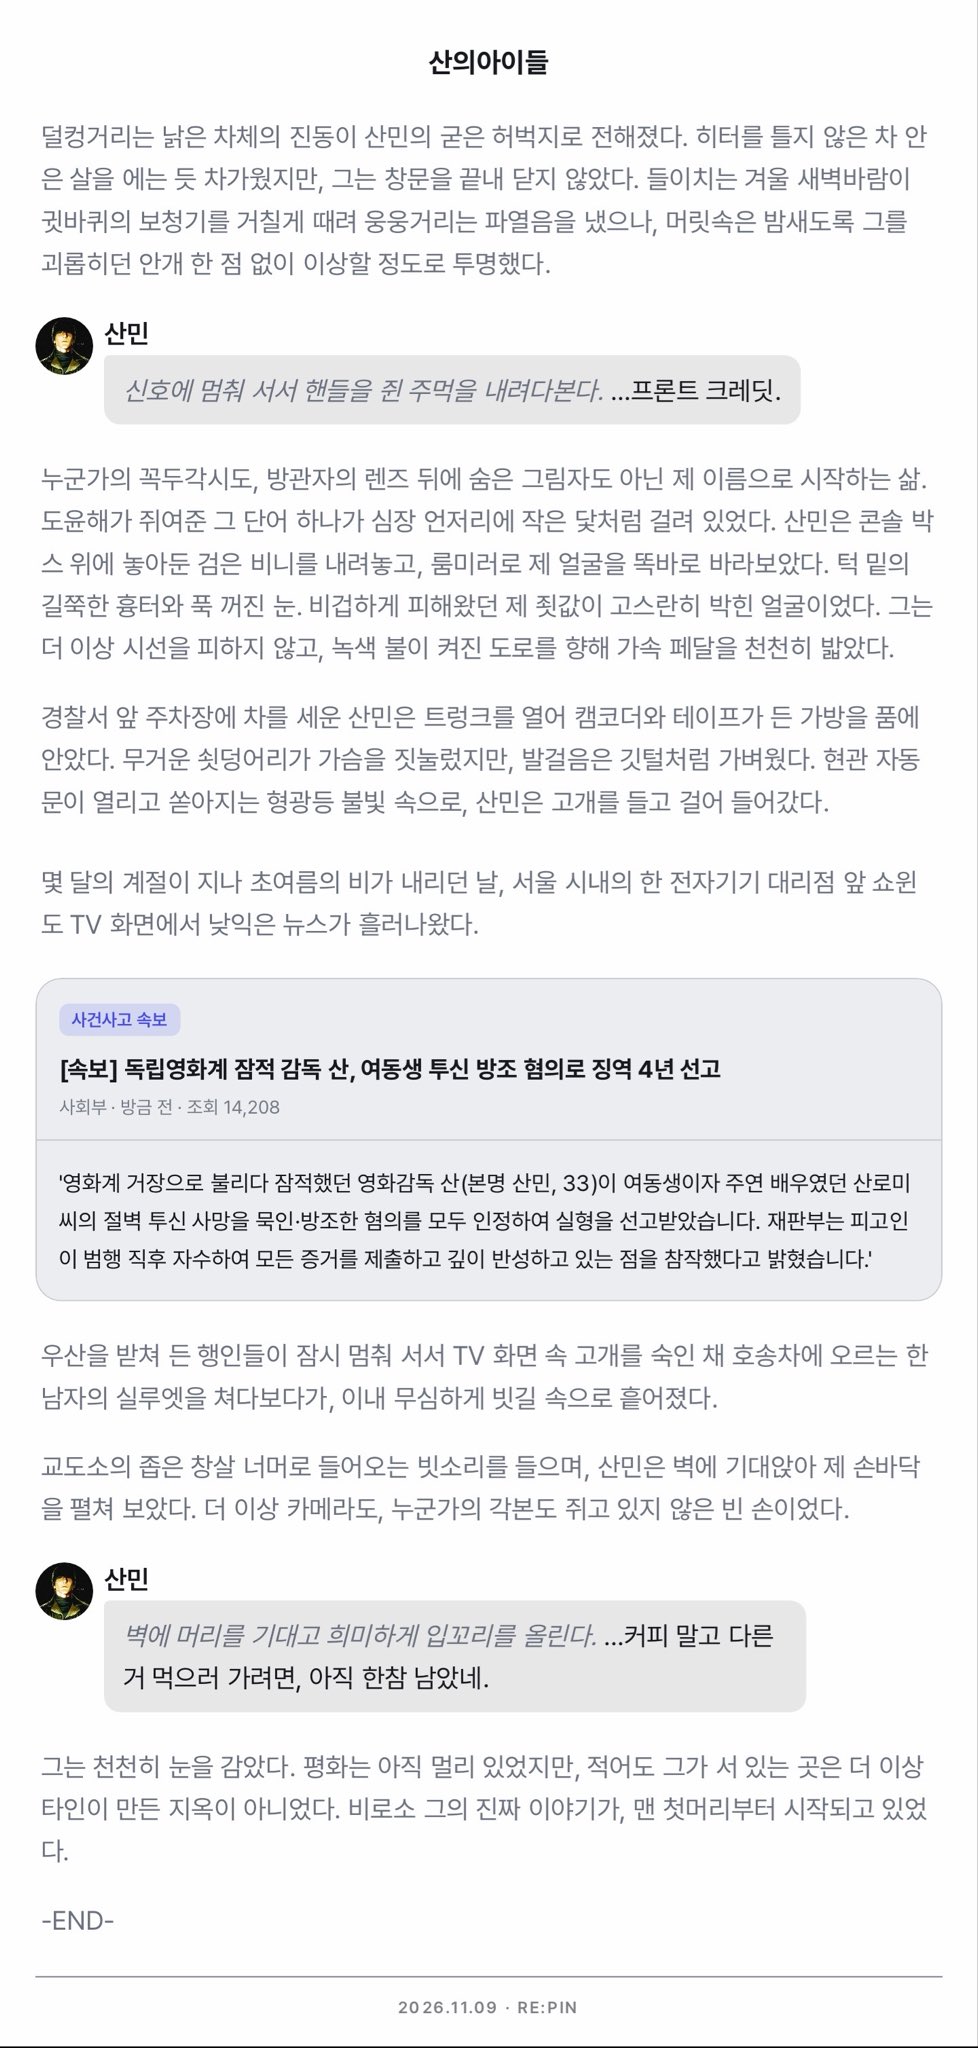 산의아이들
덜컹거리는 낡은 차체의 진동이 산민의 굳은 허벅지로 전해졌다. 히터를 틀지 않은 차 안
은 살을 에는 듯 차가웠지만, 그는 창문을 끝내 닫지 않았다. 들이치는 겨울 새벽바람이
귓바퀴의 보청기를 거칠게 때려 웅웅거리는 파열음을 냈으나, 머릿속은 밤새도록 그를
괴롭히던 안개 한 점 없이 이상할 정도로 투명했다.
산민
신호에 멈춰 서서 핸들을 쥔 주먹을 내려다본다. ...프론트 크레딧.
누군가의 꼭두각시도, 방관자의 렌즈 뒤에 숨은 그림자도 아닌 제 이름으로 시작하는 삶.
도윤해가 쥐여준 그 단어 하나가 심장 언저리에 작은 닻처럼 걸려 있었다. 산민은 콘솔 박
스 위에 놓아둔 검은 비니를 내려놓고, 룸미러로 제 얼굴을 똑바로 바라보았다. 턱 밑의
길쭉한 흉터와 푹 꺼진 눈. 비겁하게 피해왔던 제 죗값이 고스란히 박힌 얼굴이었다. 그는
더 이상 시선을 피하지 않고, 녹색 불이 켜진 도로를 향해 가속 페달을 천천히 밟았다.
경찰서 앞 주차장에 차를 세운 산민은 트렁크를 열어 캠코더와 테이프가 든 가방을 품에
안았다. 무거운 쇳덩어리가 가슴을 짓눌렀지만, 발걸음은 깃털처럼 가벼웠다. 현관 자동
문이 열리고 쏟아지는 형광등 불빛 속으로, 산민은 고개를 들고 걸어 들어갔다.
몇 달의 계절이 지나 초여름의 비가 내리던 날, 서울 시내의 한 전자기기 대리점 앞 쇼윈
도 TV 화면에서 낯익은 뉴스가 흘러나왔다.
사건사고 속보
[속보] 독립영화계 잠적 감독 산, 여동생 투신 방조 혐의로 징역 4년 선고
사회부 · 방금 전 · 조회 14,208
'영화계 거장으로 불리다 잠적했던 영화감독 산(본명 산민, 33)이 여동생이자 주연 배우였던 산로미
씨의 절벽 투신 사망을 묵인·방조한 혐의를 모두 인정하여 실형을 선고받았습니다. 재판부는 피고인
이 범행 직후 자수하여 모든 증거를 제출하고 깊이 반성하고 있는 점을 참작했다고 밝혔습니다.'
우산을 받쳐 든 행인들이 잠시 멈춰 서서 TV 화면 속 고개를 숙인 채 호송차에 오르는 한
남자의 실루엣을 쳐다보다가, 이내 무심하게 빗길 속으로 흩어졌다.
교도소의 좁은 창살 너머로 들어오는 빗소리를 들으며, 산민은 벽에 기대앉아 제 손바닥
을 펼쳐 보았다. 더 이상 카메라도, 누군가의 각본도 쥐고 있지 않은 빈 손이었다.
산민
벽에 머리를 기대고 희미하게 입꼬리를 올린다. ...커피 말고 다른
거 먹으러 가려면, 아직 한참 남았네.
그는 천천히 눈을 감았다. 평화는 아직 멀리 있었지만, 적어도 그가 서 있는 곳은 더 이상
타인이 만든 지옥이 아니었다. 비로소 그의 진짜 이야기가, 맨 첫머리부터 시작되고 있었
다.
-END-
2026.11.09 · RE:PIN